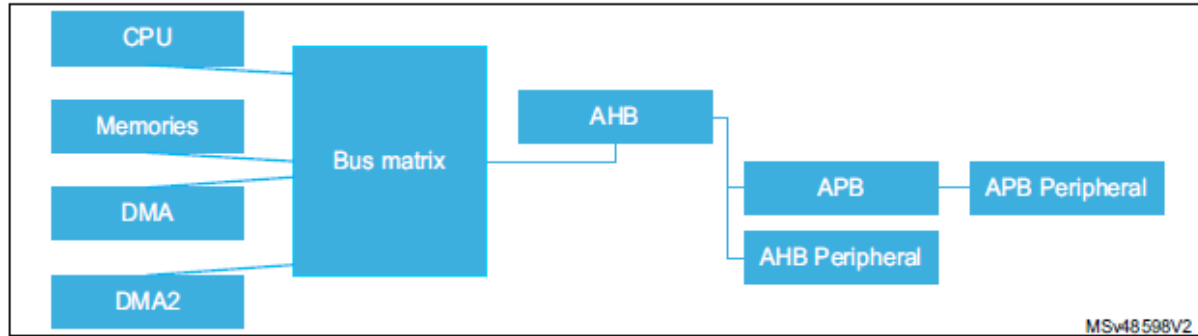 CPU
Memories
DMA
DMA2
Bus matrix
AHB
APB
APB Peripheral
AHB Peripheral
MSv48598V2